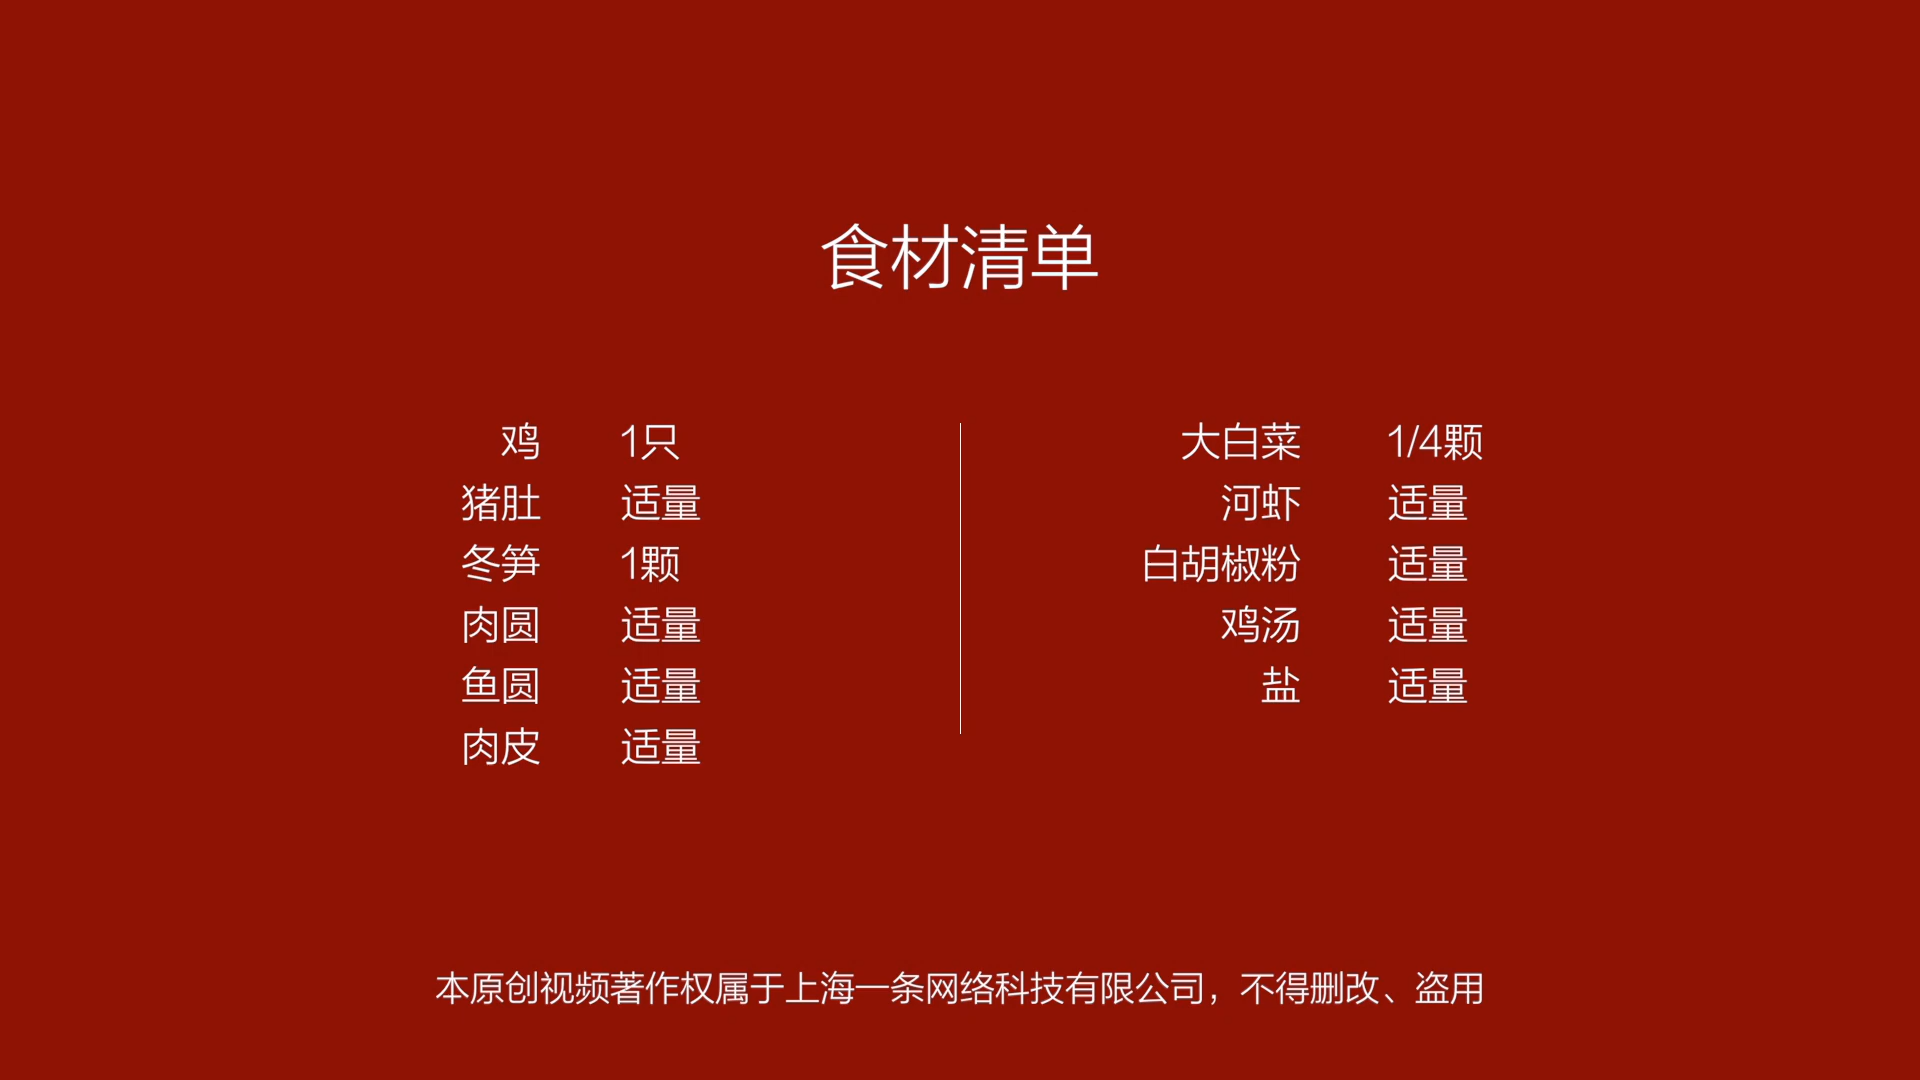 食材清单
鸡 1只
猪肚 适量
冬笋 1颗
肉圆 适量
鱼圆 适量
肉皮 适量
大白菜 1/4颗
河虾 适量
白胡椒粉 适量
鸡汤 适量
盐 适量
本原创视频著作权属于上海一条网络科技有限公司，不得删改、盗用